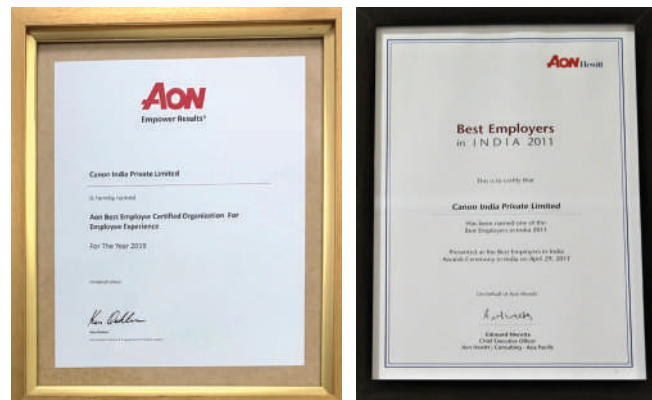 AON
Empower Results®
Canon India Private Limited
is hereby named
Aon Best Employer Certified Organization For
Employee Experience
For The Year 2019
AON Hewitt
Best Employers
in INDIA 2011
This is to certify that
Canon India Private Limited
Has been named one of the
Best Employers in India 2011
Presented at the Best Employers in India
Awards Ceremony in India on April 29, 2011
On behalf of Aon Hewitt
Chief Executive Officer
Aon Hewitt | Consulting - Asia Pacific